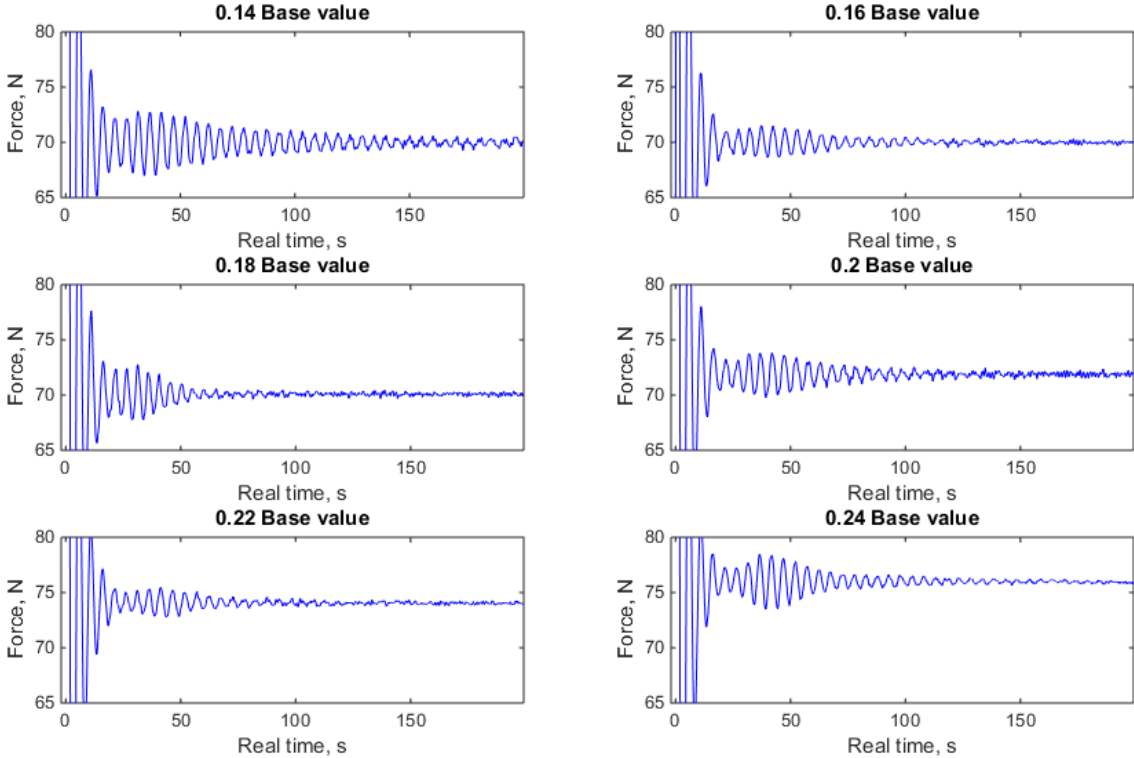 0.14 Base value
80
75
70
65
Force, N
0
50
100
150
Real time, s
0.16 Base value
80
75
70
65
Force, N
0
50
100
150
Real time, s
0.18 Base value
80
75
70
65
Force, N
0
50
100
150
Real time, s
0.2 Base value
80
75
70
65
Force, N
0
50
100
150
Real time, s
0.22 Base value
80
75
70
65
Force, N
0
50
100
150
Real time, s
0.24 Base value
80
75
70
65
Force, N
0
50
100
150
Real time, s